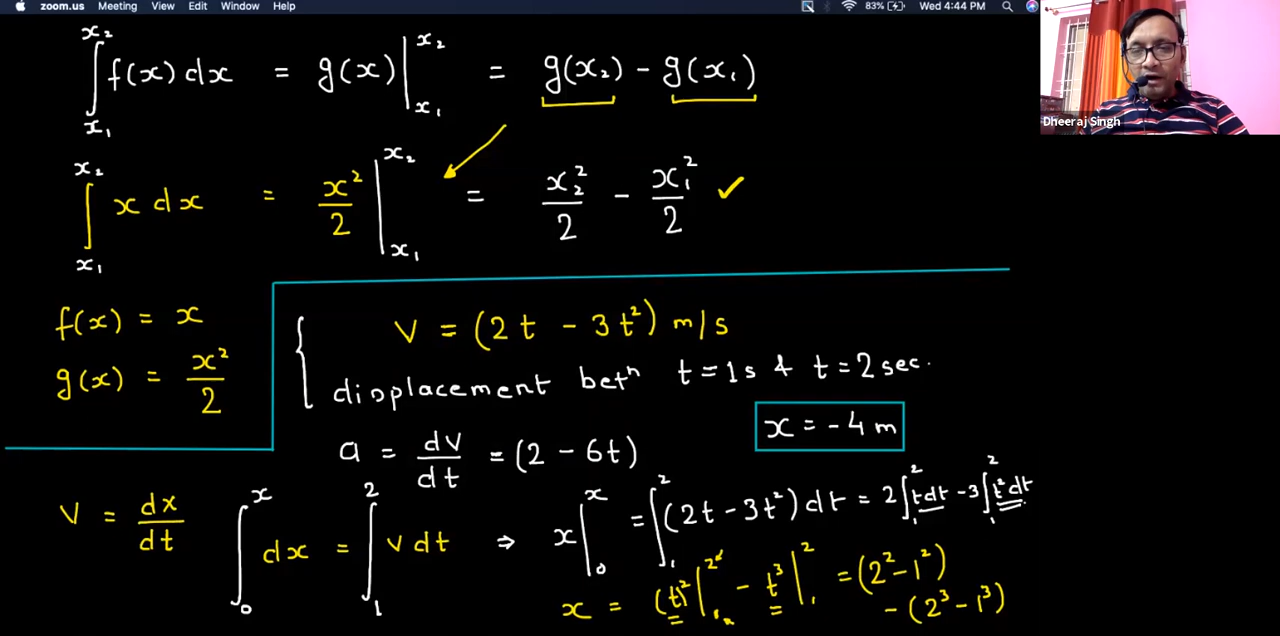 zoom.us Meeting View Edit Window Help 83% Wed 4:44 PM
Dheeraj Singh
∫_{x₁}^{x₂} f(x) dx = g(x)|_{x₁}^{x₂} = g(x₂) - g(x₁)
∫_{x₁}^{x₂} x dx = x²/2 |_{x₁}^{x₂} = x₂²/2 - x₁²/2 ✓
f(x) = x
g(x) = x²/2
V = (2t - 3t²) m/s
displacement betⁿ t = 1s & t = 2 sec.
x = -4 m
a = dV/dt = (2 - 6t)
V = dx/dt
∫_0^x dx = ∫_1^2 V dt ⇒ x|_0^x = ∫_1^2 (2t - 3t²) dt = 2∫_1^2 t dt - 3∫_1^2 t² dt
x = (t)²|_1^2 - t³|_1^2 = (2² - 1²)
- (2³ - 1³)